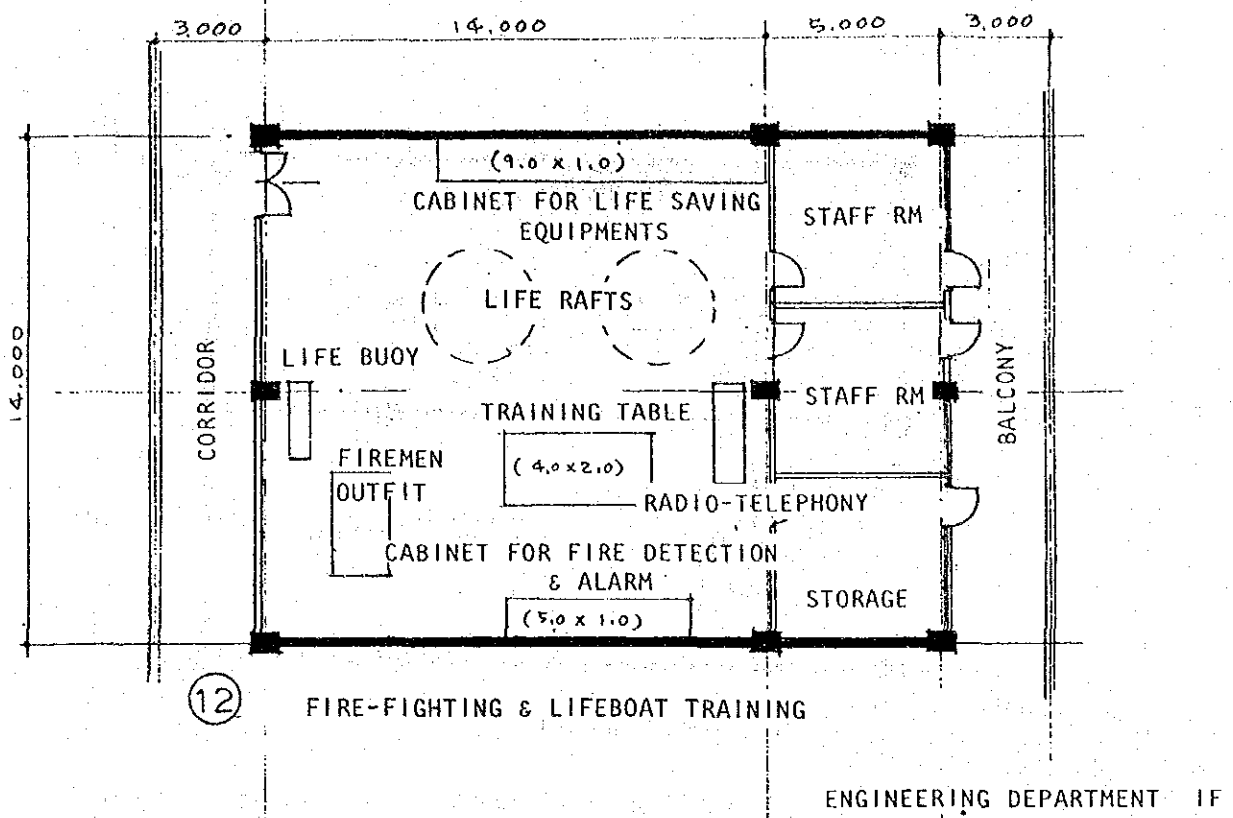 3,000 14,000 5,000 3,000
(9.0 x 1.0)
CABINET FOR LIFE SAVING
EQUIPMENTS
STAFF RM
LIFE RAFTS
14.000
CORRIDOR
LIFE BUOY
BALCONY
STAFF RM
TRAINING TABLE
FIREMEN
OUTFIT
(4.0 x 2.0)
RADIO-TELEPHONY
CABINET FOR FIRE DETECTION
& ALARM
(5.0 x 1.0)
STORAGE
12 FIRE-FIGHTING & LIFEBOAT TRAINING
ENGINEERING DEPARTMENT 1F